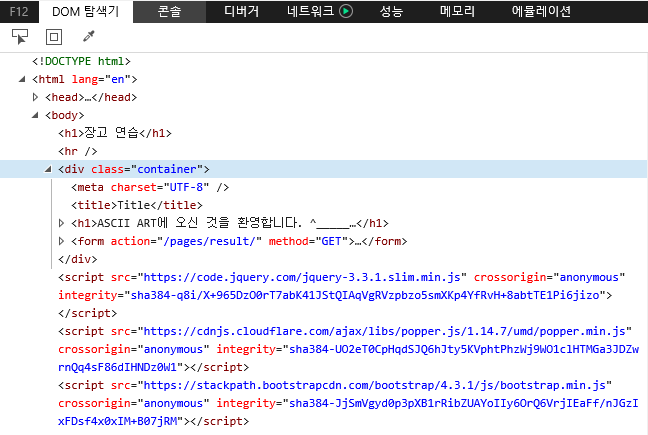 F12 DOM 탐색기 콘솔 디버거 네트워크 성능 메모리 에뮬레이션
<!DOCTYPE html>
<html lang="en">
<head>…</head>
<body>
<h1>장고 연습</h1>
<hr />
<div class="container">
<meta charset="UTF-8" />
<title>Title</title>
<h1>ASCII ART에 오신 것을 환영합니다. ^_____…</h1>
<form action="/pages/result/" method="GET">…</form>
</div>
<script src="https://code.jquery.com/jquery-3.3.1.slim.min.js" crossorigin="anonymous"
integrity="sha384-q8i/X+965DzO0rT7abK41JStQIAqVgRVzpbzo5smXKp4YfRvH+8abtTE1Pi6jizo">
</script>
<script src="https://cdnjs.cloudflare.com/ajax/libs/popper.js/1.14.7/umd/popper.min.js"
crossorigin="anonymous" integrity="sha384-UO2eT0CpHqdSJQ6hJty5KVphtPhzWj9WO1clHTMGa3JDZw
rnQq4sF86dIHNDz0W1"></script>
<script src="https://stackpath.bootstrapcdn.com/bootstrap/4.3.1/js/bootstrap.min.js"
crossorigin="anonymous" integrity="sha384-JjSmVgyd0p3pXB1rRibZUAYoIIy6OrQ6VrjIEaFf/nJGzI
xFDsf4x0xIM+B07jRM"></script>